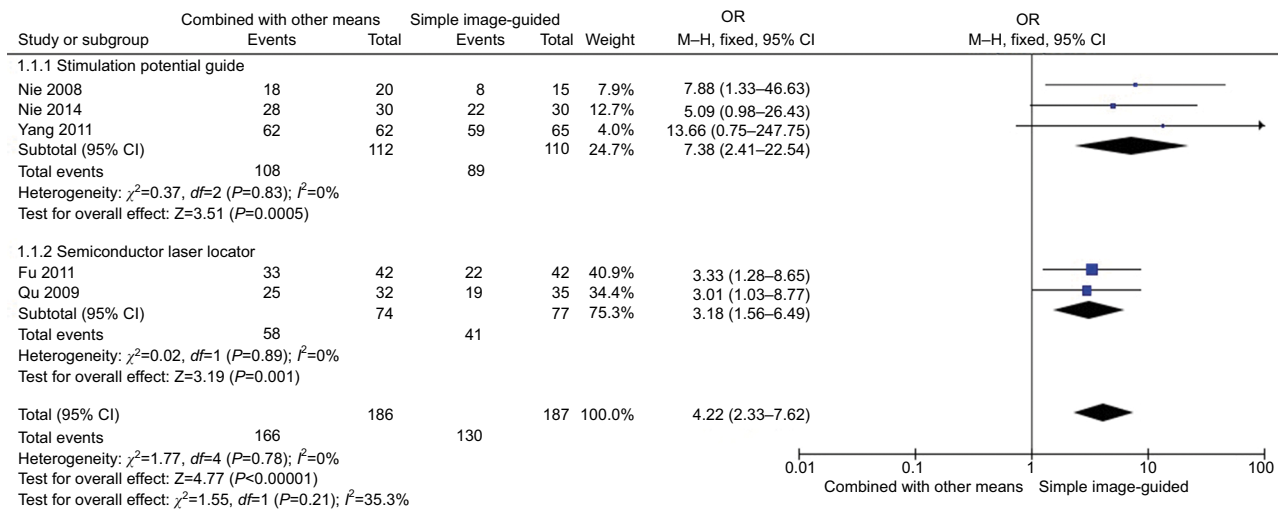 Combined with other means Simple image-guided OR OR
Study or subgroup Events Total Events Total Weight M–H, fixed, 95% CI M–H, fixed, 95% CI
1.1.1 Stimulation potential guide
Nie 2008 18 20 8 15 7.9% 7.88 (1.33–46.63)
Nie 2014 28 30 22 30 12.7% 5.09 (0.98–26.43)
Yang 2011 62 62 59 65 4.0% 13.66 (0.75–247.75)
Subtotal (95% CI) 112 110 24.7% 7.38 (2.41–22.54)
Total events 108 89
Heterogeneity: χ²=0.37, df=2 (P=0.83); I²=0%
Test for overall effect: Z=3.51 (P=0.0005)
1.1.2 Semiconductor laser locator
Fu 2011 33 42 22 42 40.9% 3.33 (1.28–8.65)
Qu 2009 25 32 19 35 34.4% 3.01 (1.03–8.77)
Subtotal (95% CI) 74 77 75.3% 3.18 (1.56–6.49)
Total events 58 41
Heterogeneity: χ²=0.02, df=1 (P=0.89); I²=0%
Test for overall effect: Z=3.19 (P=0.001)
Total (95% CI) 186 187 100.0% 4.22 (2.33–7.62)
Total events 166 130
Heterogeneity: χ²=1.77, df=4 (P=0.78); I²=0%
Test for overall effect: Z=4.77 (P<0.00001)
Test for overall effect: χ²=1.55, df=1 (P=0.21); I²=35.3%
0.01 0.1 1 10 100
Combined with other means Simple image-guided